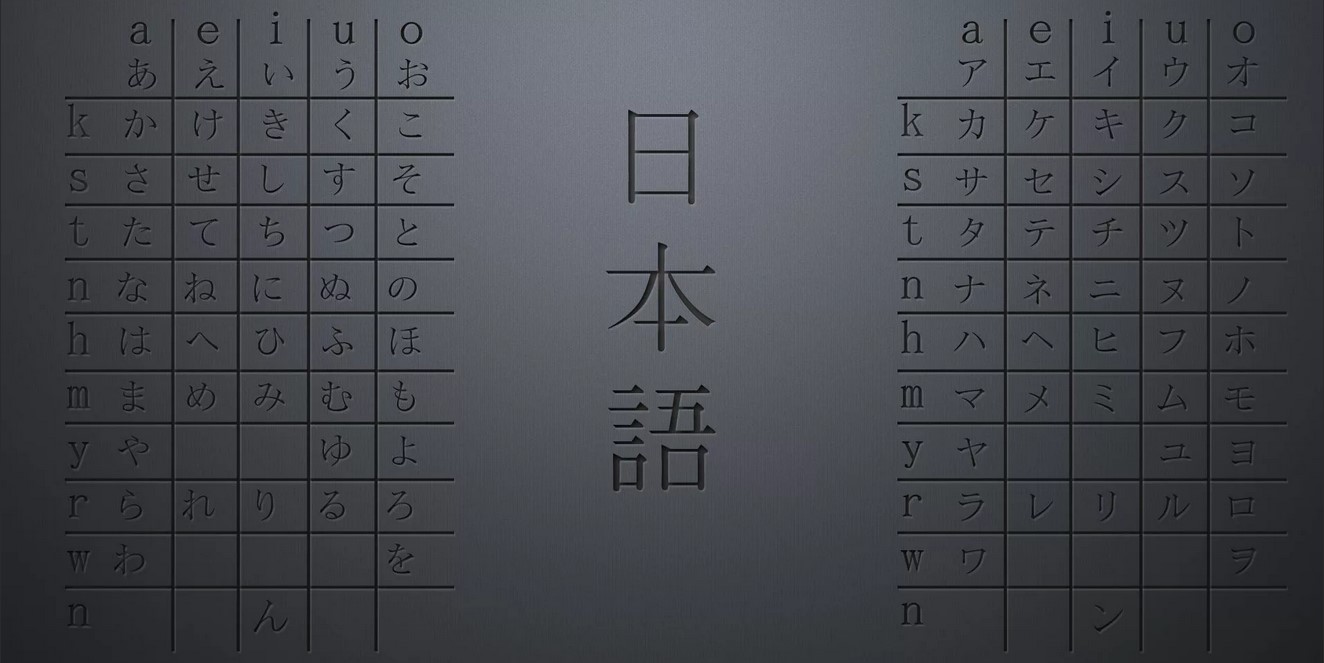 a e i u o
あ え い う お
k か け き く こ
s さ せ し す そ
t た て ち つ と
n な ね に ぬ の
h は へ ひ ふ ほ
m ま め み む も
y や ゆ よ
r ら れ り る ろ
w わ を
n ん
日
本
語
a e i u o
ア エ イ ウ オ
k カ ケ キ ク コ
s サ セ シ ス ソ
t タ テ チ ツ ト
n ナ ネ ニ ヌ ノ
h ハ ヘ ヒ フ ホ
m マ メ ミ ム モ
y ヤ ユ ヨ
r ラ レ リ ル ロ
w ワ ヲ
n ン